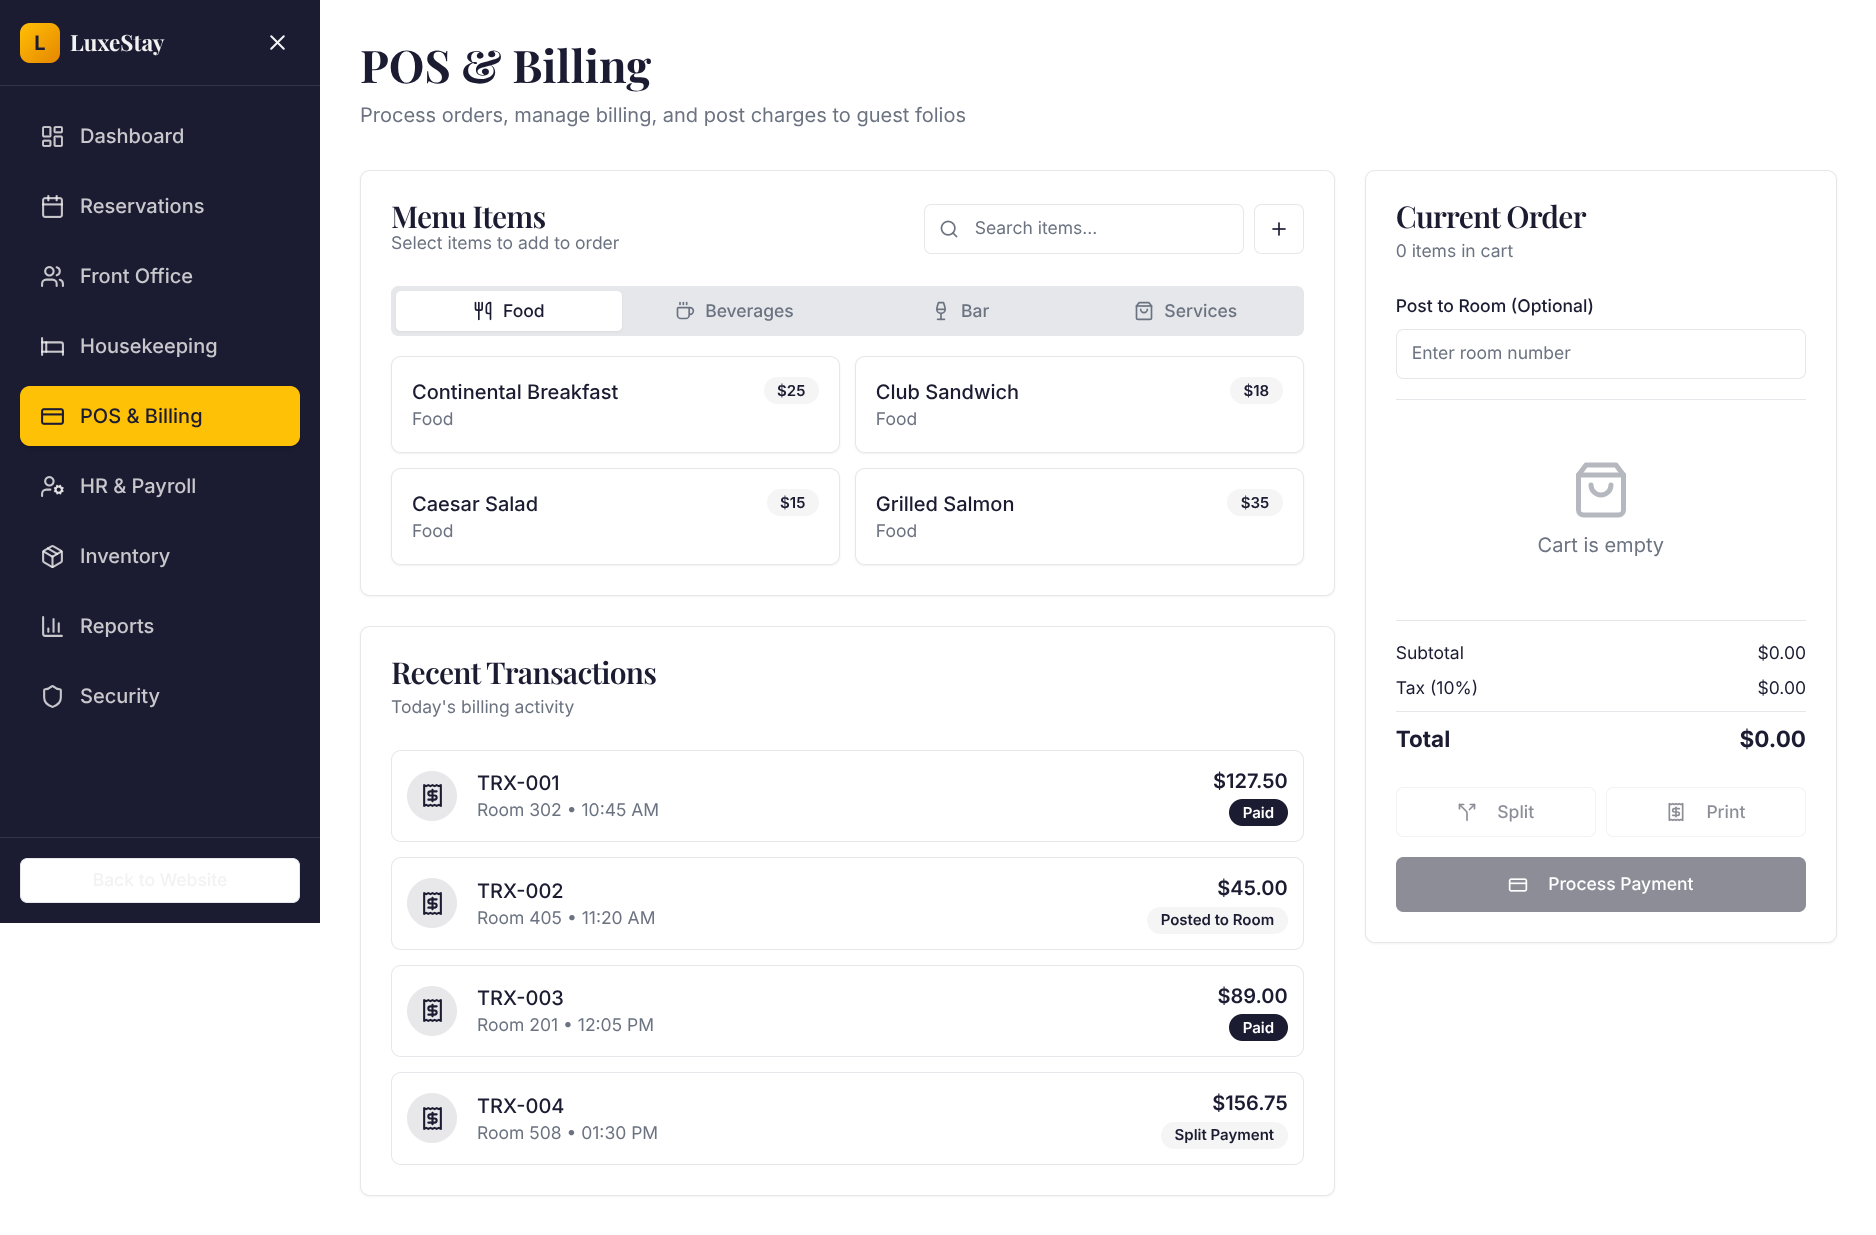 L LuxeStay
Dashboard
Reservations
Front Office
Housekeeping
POS & Billing
HR & Payroll
Inventory
Reports
Security
Back to Website
POS & Billing
Process orders, manage billing, and post charges to guest folios
Menu Items
Select items to add to order
Search items...
Food Beverages Bar Services
Continental Breakfast $25
Food
Club Sandwich $18
Food
Caesar Salad $15
Food
Grilled Salmon $35
Food
Recent Transactions
Today's billing activity
TRX-001
Room 302 • 10:45 AM
$127.50
Paid
TRX-002
Room 405 • 11:20 AM
$45.00
Posted to Room
TRX-003
Room 201 • 12:05 PM
$89.00
Paid
TRX-004
Room 508 • 01:30 PM
$156.75
Split Payment
Current Order
0 items in cart
Post to Room (Optional)
Enter room number
Cart is empty
Subtotal $0.00
Tax (10%) $0.00
Total $0.00
Split Print
Process Payment